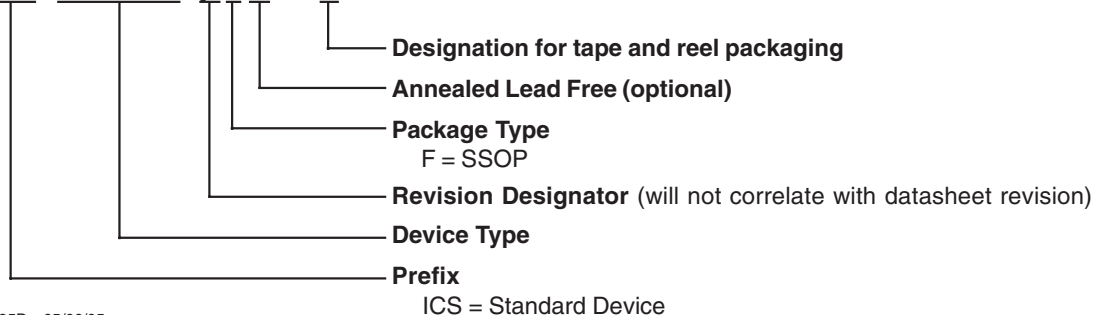 Designation for tape and reel packaging
Annealed Lead Free (optional)
Package Type
F = SSOP
Revision Designator (will not correlate with datasheet revision)
Device Type
Prefix
ICS = Standard Device